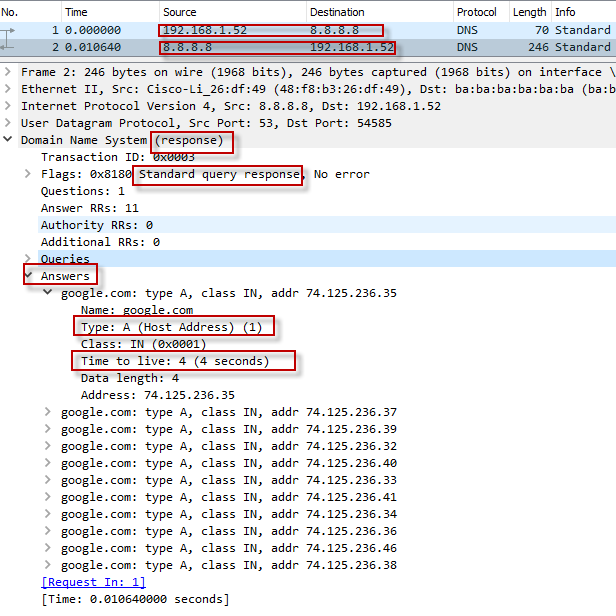 No. Time Source Destination Protocol Length Info
1 0.000000 192.168.1.52 8.8.8.8 DNS 70 Standard
2 0.010640 8.8.8.8 192.168.1.52 DNS 246 Standard
Frame 2: 246 bytes on wire (1968 bits), 246 bytes captured (1968 bits) on interface \
Ethernet II, Src: Cisco-Li_26:df:49 (48:f8:b3:26:df:49), Dst: ba:ba:ba:ba:ba:ba (ba:b
Internet Protocol Version 4, Src: 8.8.8.8, Dst: 192.168.1.52
User Datagram Protocol, Src Port: 53, Dst Port: 54585
Domain Name System (response)
Transaction ID: 0x0003
Flags: 0x8180 Standard query response, No error
Questions: 1
Answer RRs: 11
Authority RRs: 0
Additional RRs: 0
Queries
Answers
google.com: type A, class IN, addr 74.125.236.35
Name: google.com
Type: A (Host Address) (1)
Class: IN (0x0001)
Time to live: 4 (4 seconds)
Data length: 4
Address: 74.125.236.35
google.com: type A, class IN, addr 74.125.236.37
google.com: type A, class IN, addr 74.125.236.39
google.com: type A, class IN, addr 74.125.236.32
google.com: type A, class IN, addr 74.125.236.40
google.com: type A, class IN, addr 74.125.236.33
google.com: type A, class IN, addr 74.125.236.41
google.com: type A, class IN, addr 74.125.236.34
google.com: type A, class IN, addr 74.125.236.36
google.com: type A, class IN, addr 74.125.236.46
google.com: type A, class IN, addr 74.125.236.38
[Request In: 1]
[Time: 0.010640000 seconds]